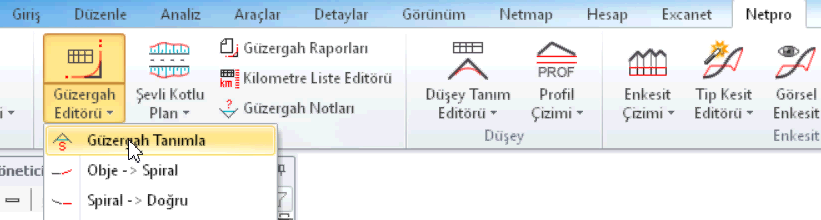 Giriş Düzenle Analiz Araçlar Detaylar Görünüm Netmap Hesap Excanet Netpro
Güzergah Editörü
Şevli Kotlu Plan
Güzergah Raporları
Kilometre Liste Editörü
Güzergah Notları
Düşey Tanım Editörü
PROF
Profil Çizimi
Düşey
Enkesit Çizimi
Tip Kesit Editörü
Görsel Enkesit
Enkesit
Güzergah Tanımla
Obje -> Spiral
Spiral -> Doğru